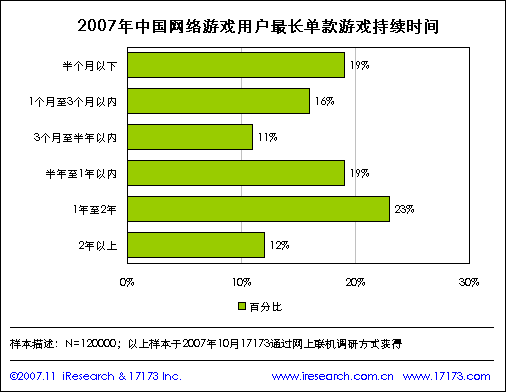 2007年中国网络游戏用户最长单款游戏持续时间
半个月以下
19%
1个月至3个月以内
16%
3个月至半年以内
11%
半年至1年以内
19%
1年至2年
23%
2年以上
12%
0% 10% 20% 30%
百分比
样本描述：N=120000；以上样本于2007年10月17173通过网上联机调研方式获得
©2007.11 iResearch & 17173 Inc. www.iresearch.com.cn www.17173.com